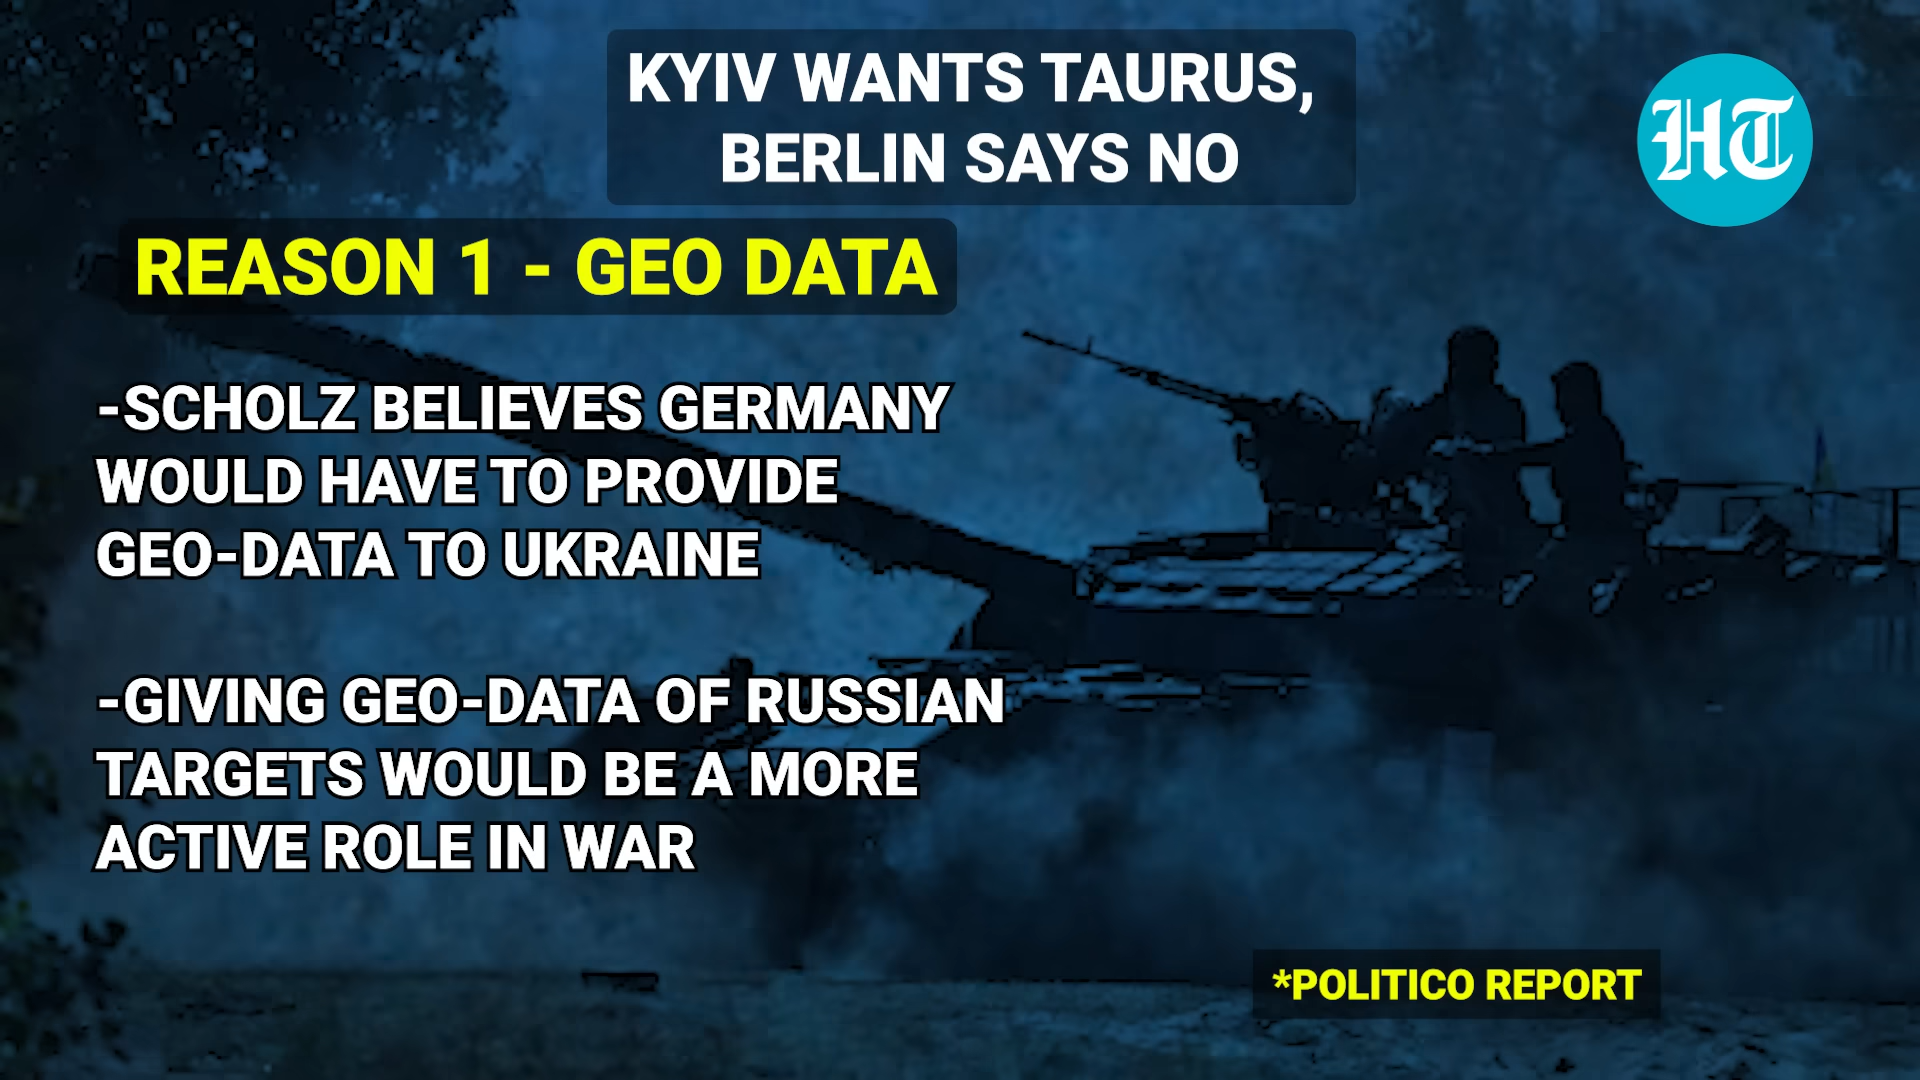 KYIV WANTS TAURUS,
BERLIN SAYS NO
HT
REASON 1 - GEO DATA
-SCHOLZ BELIEVES GERMANY
WOULD HAVE TO PROVIDE
GEO-DATA TO UKRAINE
-GIVING GEO-DATA OF RUSSIAN
TARGETS WOULD BE A MORE
ACTIVE ROLE IN WAR
*POLITICO REPORT